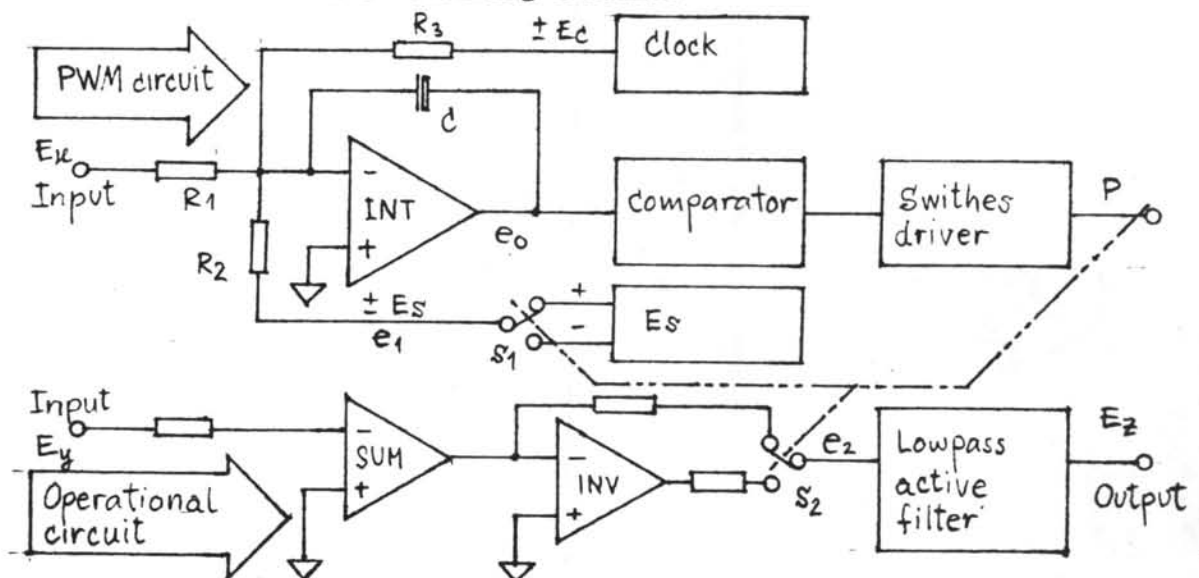 R3
± Ec
Clock
PWM circuit
C
Ex
Input
R1
-
INT
+
e0
Comparator
Swithes
driver
P
R2
± Es
e1
S1
+
-
Es
Input
Ey
-
SUM
+
-
INV
+
e2
S2
Lowpass
active
filter
Ez
Output
Operational
circuit